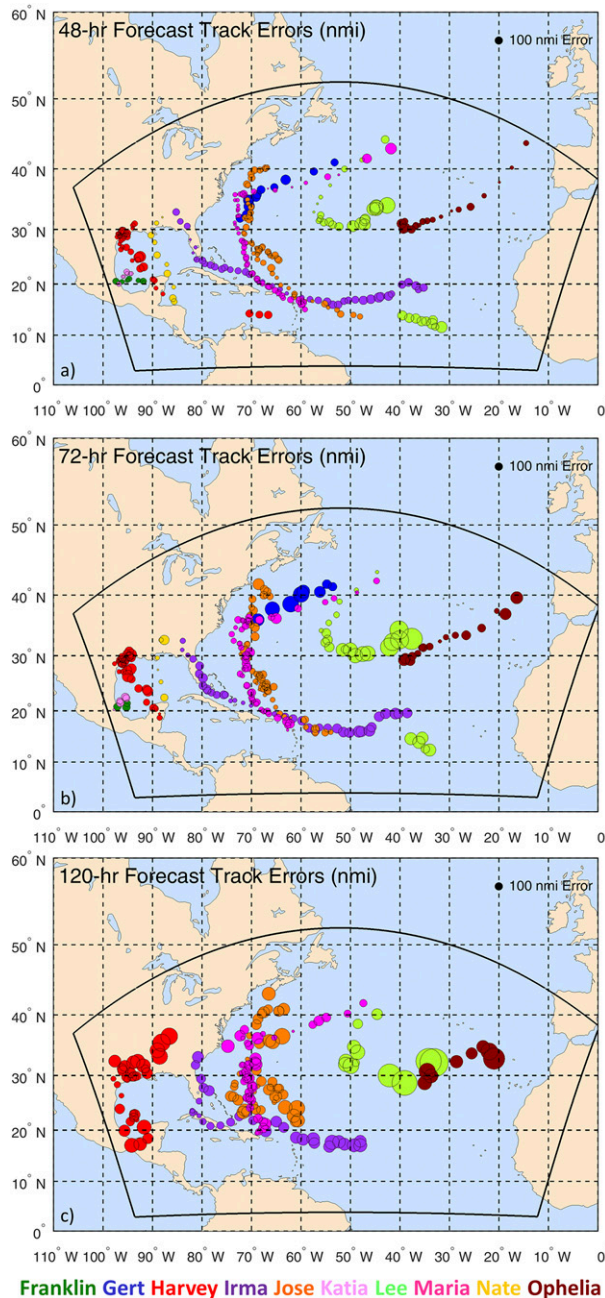 48-hr Forecast Track Errors (nmi)
100 nmi Error
60° N
50° N
40° N
30° N
20° N
10° N
0°
a)
110° W 100° W 90° W 80° W 70° W 60° W 50° W 40° W 30° W 20° W 10° W 0°
72-hr Forecast Track Errors (nmi)
100 nmi Error
60° N
50° N
40° N
30° N
20° N
10° N
0°
b)
110° W 100° W 90° W 80° W 70° W 60° W 50° W 40° W 30° W 20° W 10° W 0°
120-hr Forecast Track Errors (nmi)
100 nmi Error
60° N
50° N
40° N
30° N
20° N
10° N
0°
c)
110° W 100° W 90° W 80° W 70° W 60° W 50° W 40° W 30° W 20° W 10° W 0°
Franklin Gert Harvey Irma Jose Katia Lee Maria Nate Ophelia